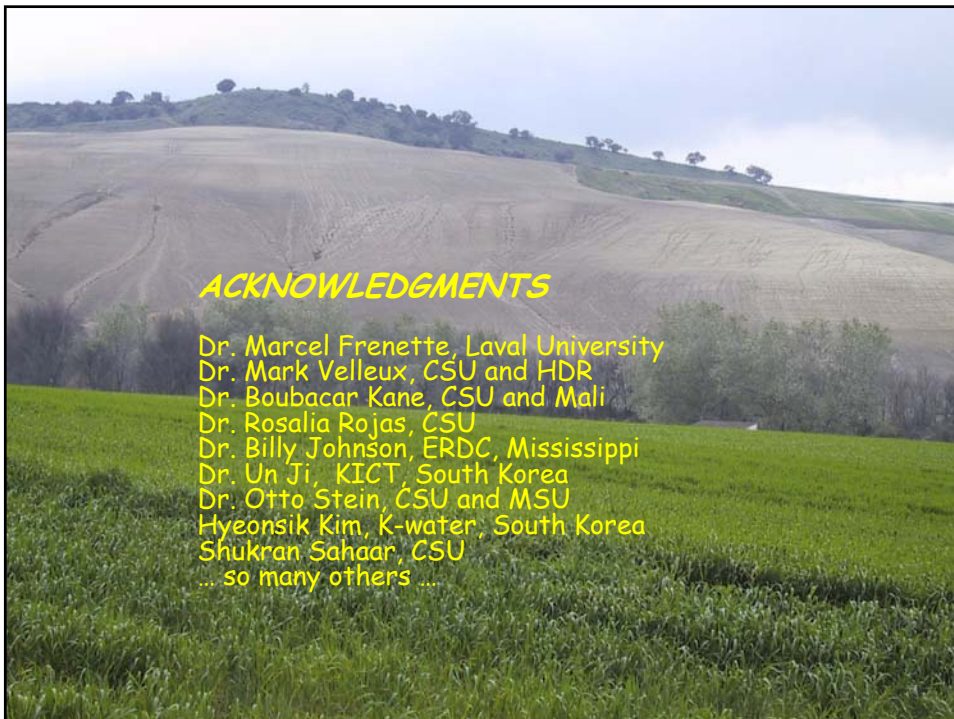 ACKNOWLEDGMENTS
Dr. Marcel Frenette, Laval University
Dr. Mark Velleux, CSU and HDR
Dr. Boubacar Kane, CSU and Mali
Dr. Rosalia Rojas, CSU
Dr. Billy Johnson, ERDC, Mississippi
Dr. Un Ji, KICT, South Korea
Dr. Otto Stein, CSU and MSU
Hyeonsik Kim, K-water, South Korea
Shukran Sahaar, CSU
… so many others …